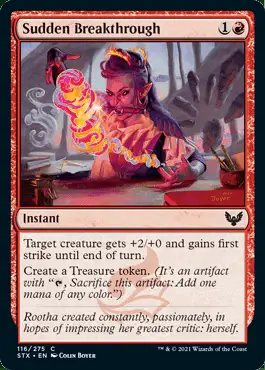 Sudden Breakthrough 1
Instant
Target creature gets +2/+0 and gains first
strike until end of turn.
Create a Treasure token. (It's an artifact
with ", Sacrifice this artifact: Add one
mana of any color.")
Rootha created constantly, passionately, in
hopes of impressing her greatest critic: herself.
116/275 C
STX • EN COLIN BOYER
™ & © 2021 Wizards of the Coast